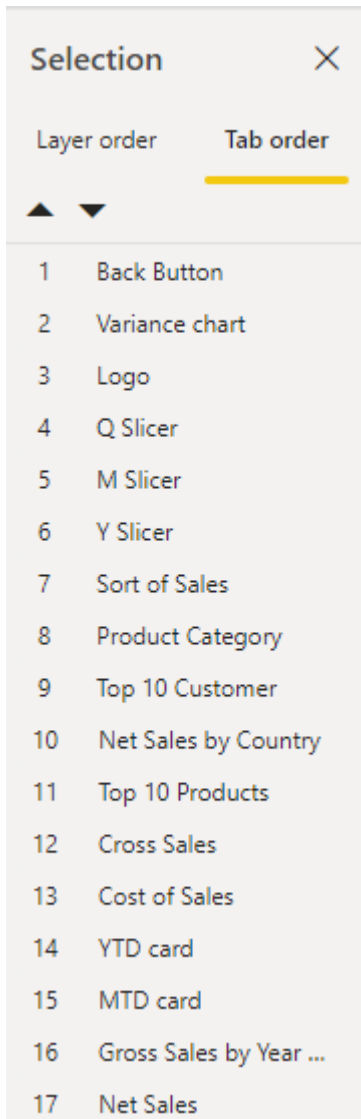 Selection
Layer order Tab order
1 Back Button
2 Variance chart
3 Logo
4 Q Slicer
5 M Slicer
6 Y Slicer
7 Sort of Sales
8 Product Category
9 Top 10 Customer
10 Net Sales by Country
11 Top 10 Products
12 Cross Sales
13 Cost of Sales
14 YTD card
15 MTD card
16 Gross Sales by Year ...
17 Net Sales